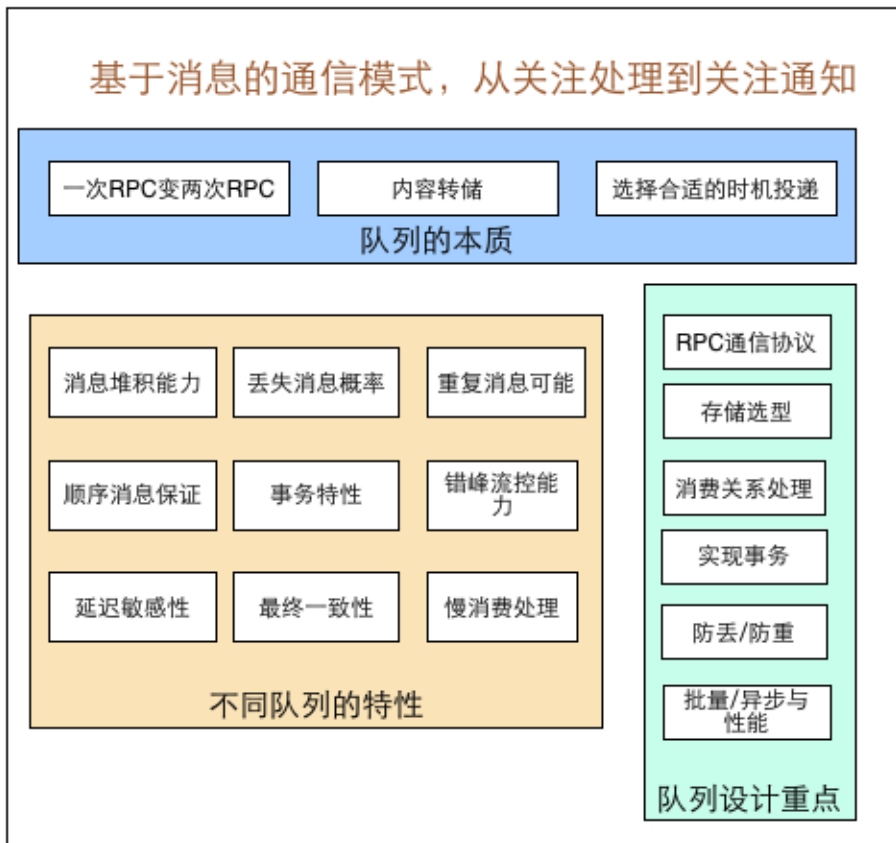 基于消息的通信模式，从关注处理到关注通知
一次RPC变两次RPC
内容转储
选择合适的时机投递
队列的本质
消息堆积能力
丢失消息概率
重复消息可能
顺序消息保证
事务特性
错峰流控能
力
延迟敏感性
最终一致性
慢消费处理
不同队列的特性
RPC通信协议
存储选型
消费关系处理
实现事务
防丢/防重
批量/异步与
性能
队列设计重点